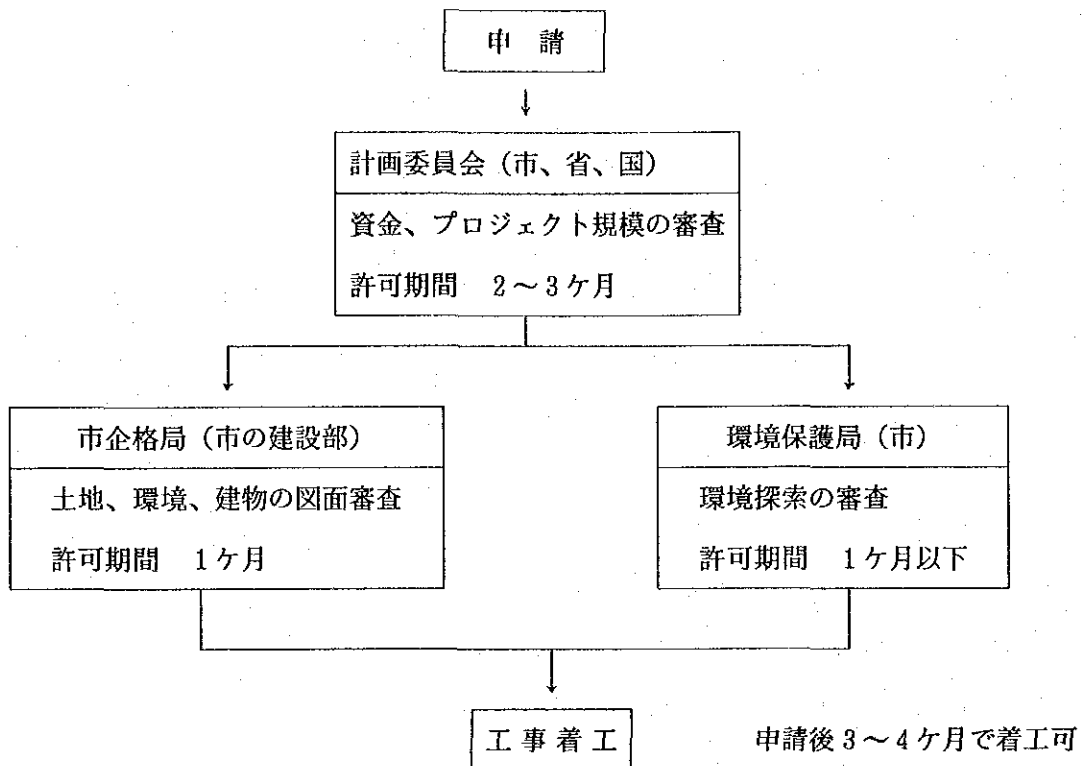 申 請
計画委員会（市、省、国）
資金、プロジェクト規模の審査
許可期間 2～3ケ月
市企格局（市の建設部）
土地、環境、建物の図面審査
許可期間 1ケ月
環境保護局（市）
環境探索の審査
許可期間 1ケ月以下
工事着工
申請後3～4ケ月で着工可